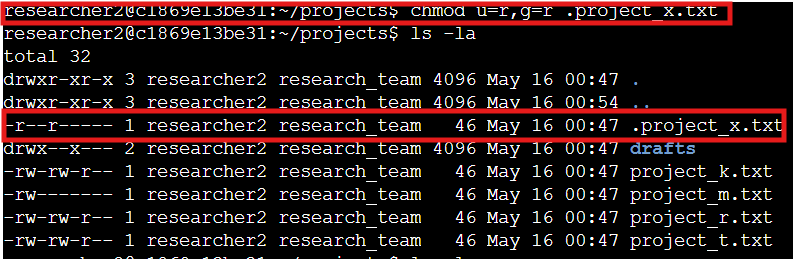 researcher2@c1869e13be31:~/projects$ chmod u=r,g=r .project_x.txt
researcher2@c1869e13be31:~/projects$ ls -la
total 32
drwxr-xr-x 3 researcher2 research_team 4096 May 16 00:47 .
drwxr-xr-x 3 researcher2 research_team 4096 May 16 00:54 ..
-r--r----- 1 researcher2 research_team   46 May 16 00:47 .project_x.txt
drwx--x--- 2 researcher2 research_team 4096 May 16 00:47 drafts
-rw-rw-r-- 1 researcher2 research_team   46 May 16 00:47 project_k.txt
-rw------- 1 researcher2 research_team   46 May 16 00:47 project_m.txt
-rw-rw-r-- 1 researcher2 research_team   46 May 16 00:47 project_r.txt
-rw-rw-r-- 1 researcher2 research_team   46 May 16 00:47 project_t.txt